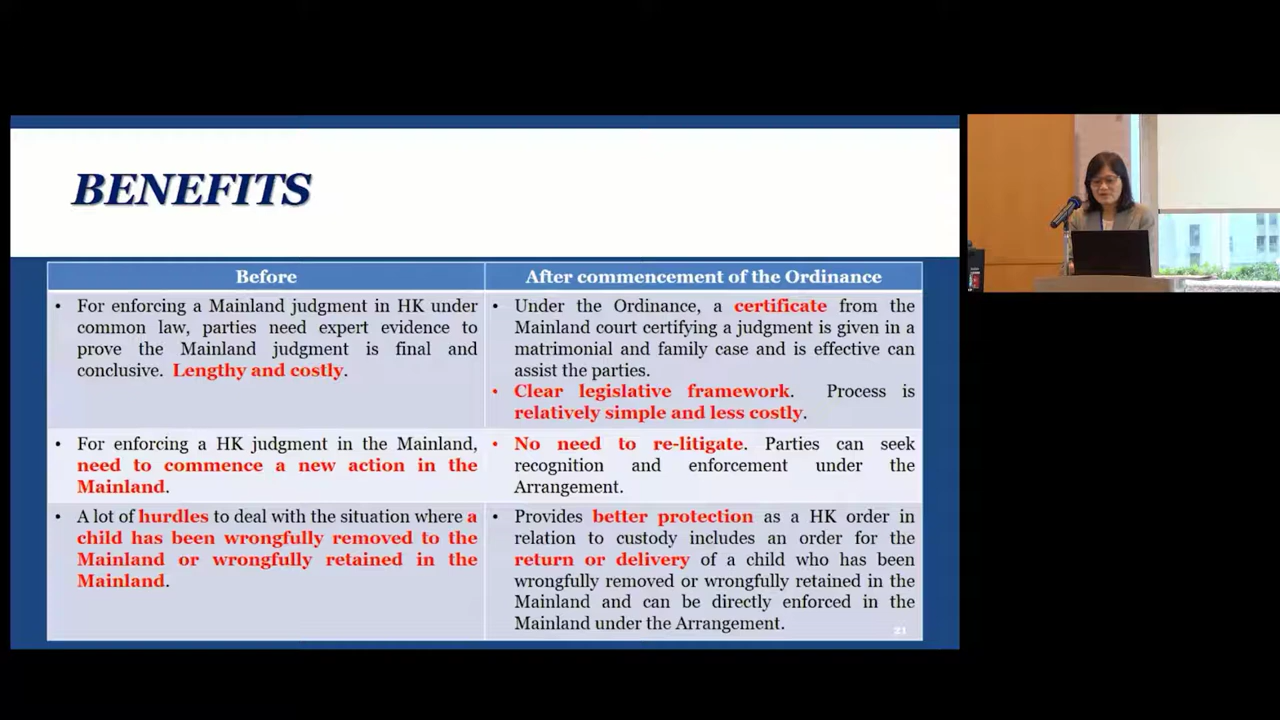 BENEFITS
Before
After commencement of the Ordinance
• For enforcing a Mainland judgment in HK under
common law, parties need expert evidence to
prove the Mainland judgment is final and
conclusive. Lengthy and costly.
• Under the Ordinance, a certificate from the
Mainland court certifying a judgment is given in a
matrimonial and family case and is effective can
assist the parties.
• Clear legislative framework. Process is
relatively simple and less costly.
• For enforcing a HK judgment in the Mainland,
need to commence a new action in the
Mainland.
• No need to re-litigate. Parties can seek
recognition and enforcement under the
Arrangement.
• A lot of hurdles to deal with the situation where a
child has been wrongfully removed to the
Mainland or wrongfully retained in the
Mainland.
• Provides better protection as a HK order in
relation to custody includes an order for the
return or delivery of a child who has been
wrongfully removed or wrongfully retained in the
Mainland and can be directly enforced in the
Mainland under the Arrangement.
21